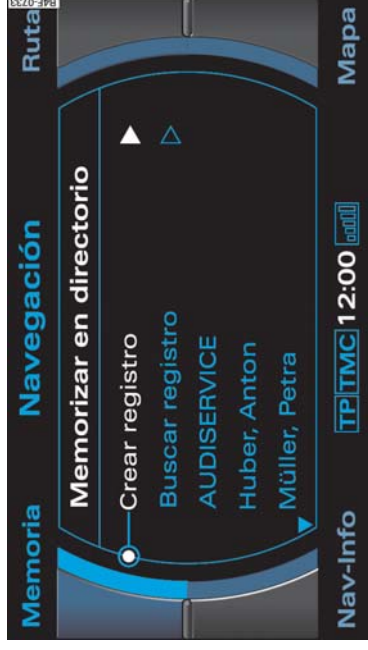 B4F-0733
Memoria Navegación Ruta
Memorizar en directorio
Crear registro
Buscar registro
AUDISERVICE
Huber, Anton
Müller, Petra
Nav-Info TP TMC 12:00 Mapa